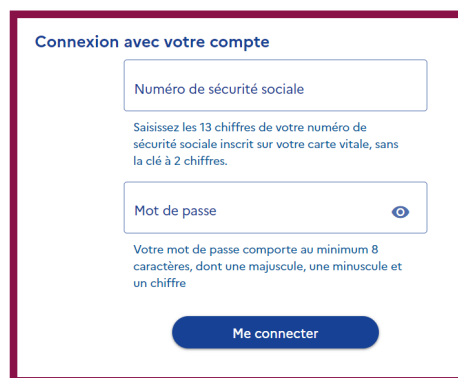 Connexion avec votre compte
Numéro de sécurité sociale
Saisissez les 13 chiffres de votre numéro de
sécurité sociale inscrit sur votre carte vitale, sans
la clé à 2 chiffres.
Mot de passe
Votre mot de passe comporte au minimum 8
caractères, dont une majuscule, une minuscule et
un chiffre
Me connecter